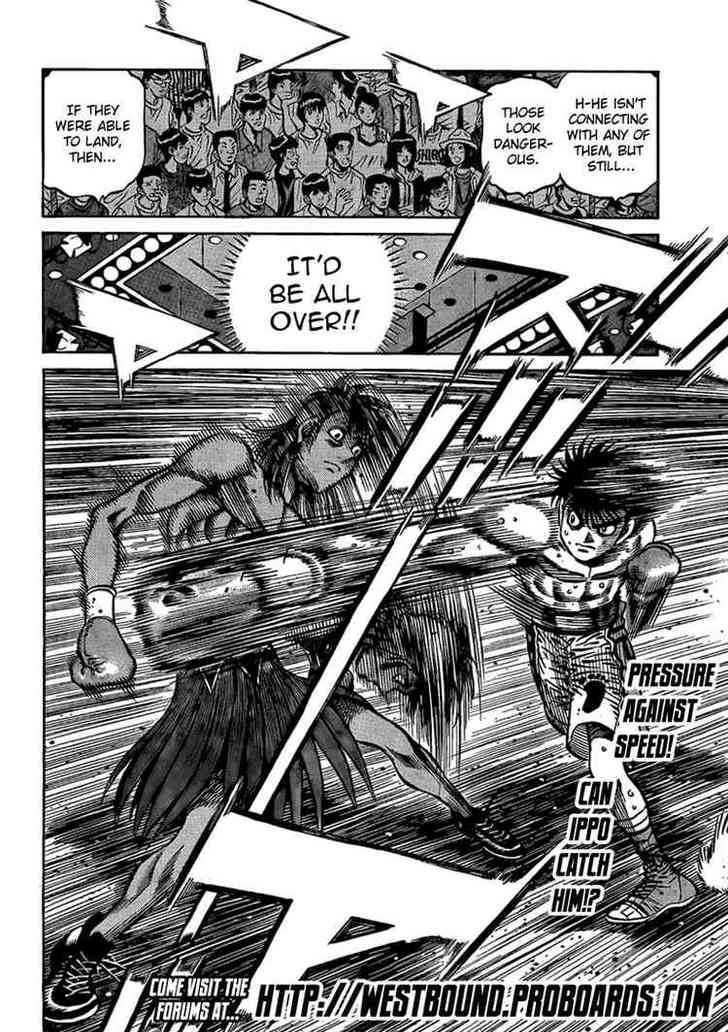 H-HE ISN'T
CONNECTING
WITH ANY OF
THEM, BUT
STILL...
THOSE
LOOK
DANGER-
OUS.
IF THEY
WERE ABLE
TO LAND,
THEN...
IT'D
BE ALL
OVER!!
PRESSURE
AGAINST
SPEED!
CAN
IPPO
CATCH
HIM!?
COME VISIT THE
FORUMS AT...
HTTP://WESTBOUND.PROBOARDS.COM